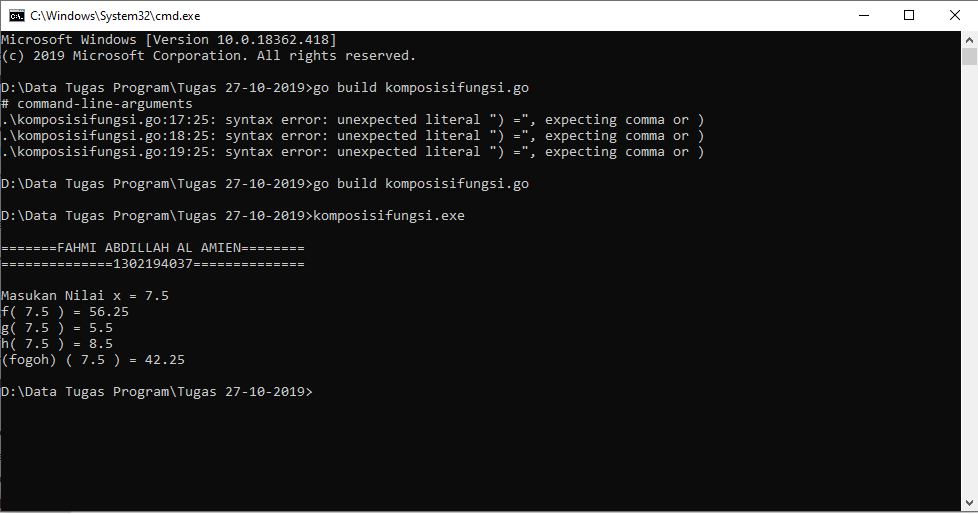 C:\Windows\System32\cmd.exe
Microsoft Windows [Version 10.0.18362.418]
(c) 2019 Microsoft Corporation. All rights reserved.
D:\Data Tugas Program\Tugas 27-10-2019>go build komposisifungsi.go
# command-line-arguments
.\komposisifungsi.go:17:25: syntax error: unexpected literal ") =", expecting comma or )
.\komposisifungsi.go:18:25: syntax error: unexpected literal ") =", expecting comma or )
.\komposisifungsi.go:19:25: syntax error: unexpected literal ") =", expecting comma or )
D:\Data Tugas Program\Tugas 27-10-2019>go build komposisifungsi.go
D:\Data Tugas Program\Tugas 27-10-2019>komposisifungsi.exe
=======FAHMI ABDILLAH AL AMIEN========
==============1302194037==============
Masukan Nilai x = 7.5
f( 7.5 ) = 56.25
g( 7.5 ) = 5.5
h( 7.5 ) = 8.5
(fogoh) ( 7.5 ) = 42.25
D:\Data Tugas Program\Tugas 27-10-2019>